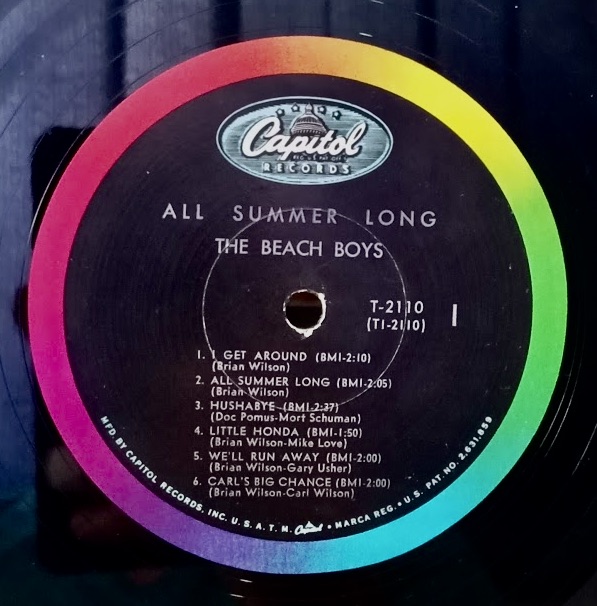 Capitol
RECORDS
ALL SUMMER LONG
THE BEACH BOYS
T-2110
(T1-2110)
1
1. I GET AROUND (BMI-2:10)
(Brian Wilson)
2. ALL SUMMER LONG (BMI-2:05)
(Brian Wilson)
3. HUSHABYE (BMI-2:37)
(Doc Pomus-Mort Schuman)
4. LITTLE HONDA (BMI-1:50)
(Brian Wilson-Mike Love)
5. WE'LL RUN AWAY (BMI-2:00)
(Brian Wilson-Gary Usher)
6. CARL'S BIG CHANCE (BMI-2:00)
(Brian Wilson-Carl Wilson)
MFD BY CAPITOL RECORDS, INC. U. S. A. T. M. Capitol • MARCA REG. • U. S. PAT. NO. 2,631,859